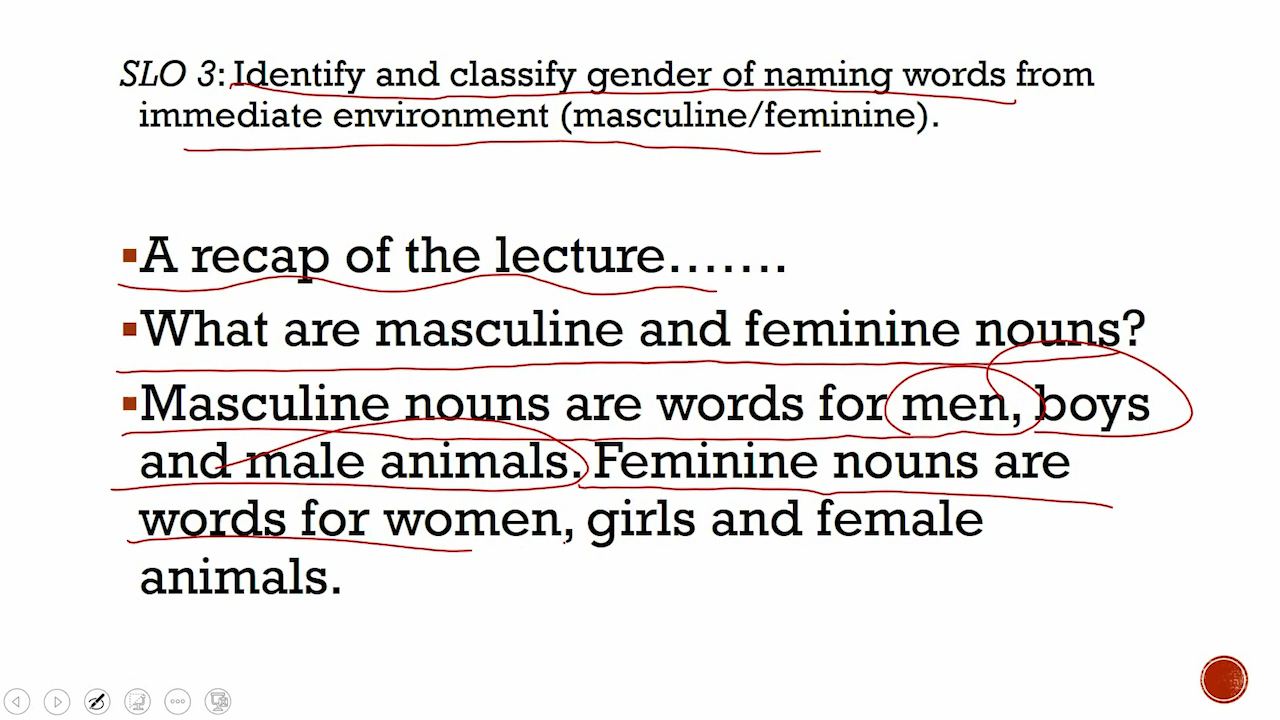 SLO 3: Identify and classify gender of naming words from
immediate environment (masculine/feminine).
▪A recap of the lecture…….
▪What are masculine and feminine nouns?
▪Masculine nouns are words for men, boys
and male animals. Feminine nouns are
words for women, girls and female
animals.